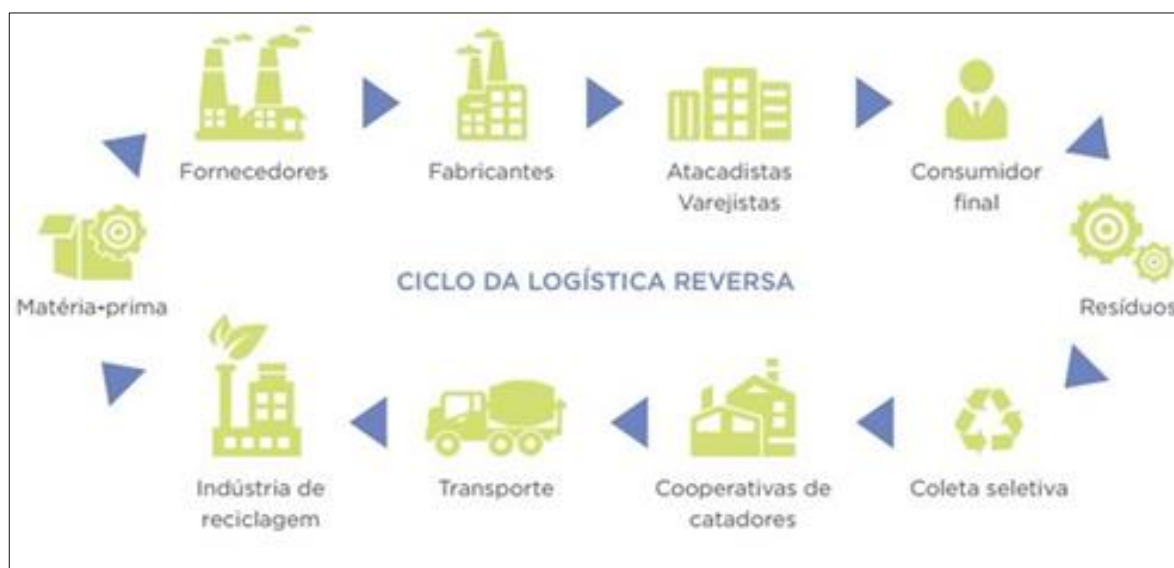 Fornecedores
Fabricantes
Atacadistas
Varejistas
Consumidor
final
Matéria-prima
CICLO DA LOGÍSTICA REVERSA
Resíduos
Indústria de
reciclagem
Transporte
Cooperativas de
catadores
Coleta seletiva